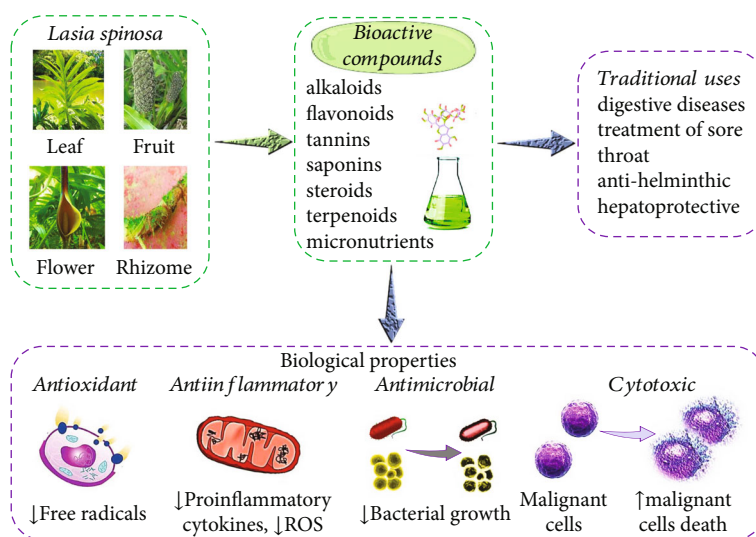 Lasia spinosa
Leaf
Fruit
Flower
Rhizome
Bioactive
compounds
alkaloids
flavonoids
tannins
saponins
steroids
terpenoids
micronutrients
Traditional uses
digestive diseases
treatment of sore
throat
anti-helminthic
hepatoprotective
Biological properties
Antioxidant
↓Free radicals
Antiinflammatory
↓Proinflammatory
cytokines, ↓ROS
Antimicrobial
↓Bacterial growth
Cytotoxic
Malignant
cells
↑malignant
cells death